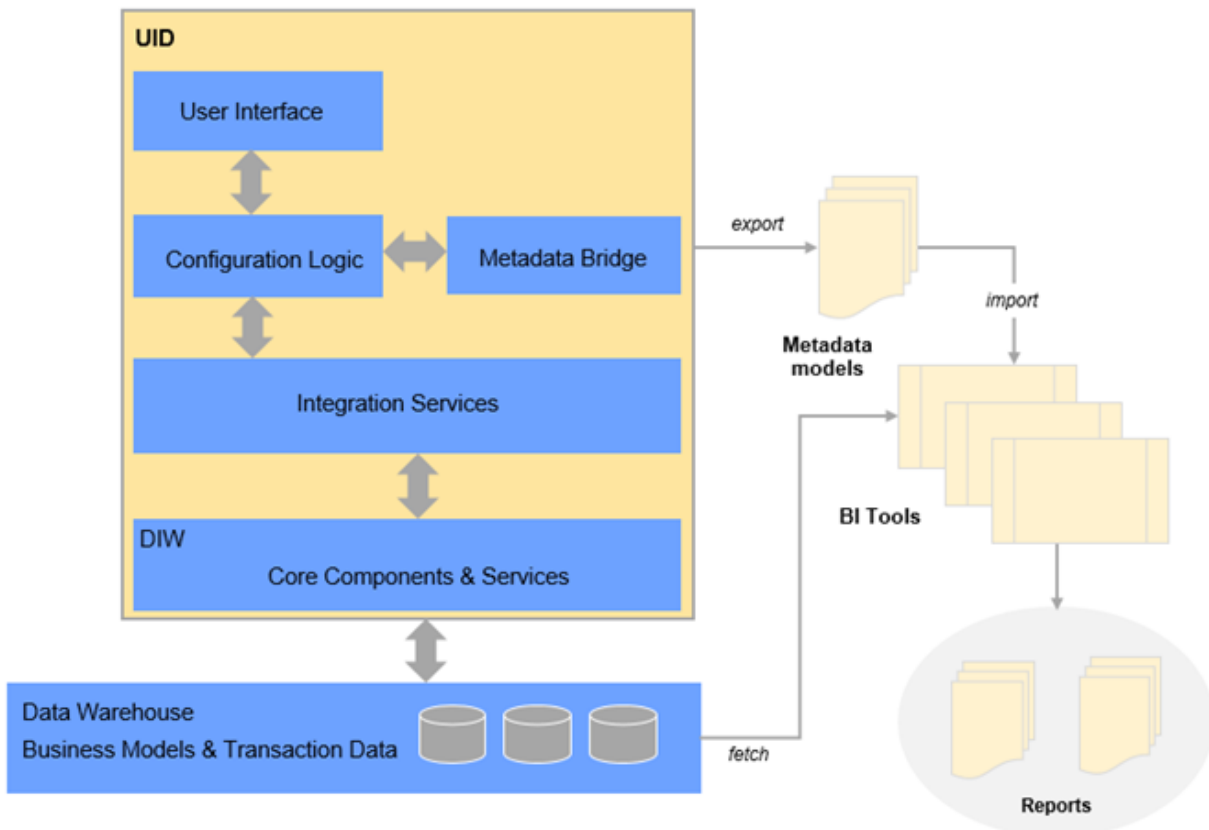 UID
User Interface
Configuration Logic
Metadata Bridge
export
import
Metadata
models
Integration Services
BI Tools
DIW
Core Components & Services
Data Warehouse
Business Models & Transaction Data
fetch
Reports